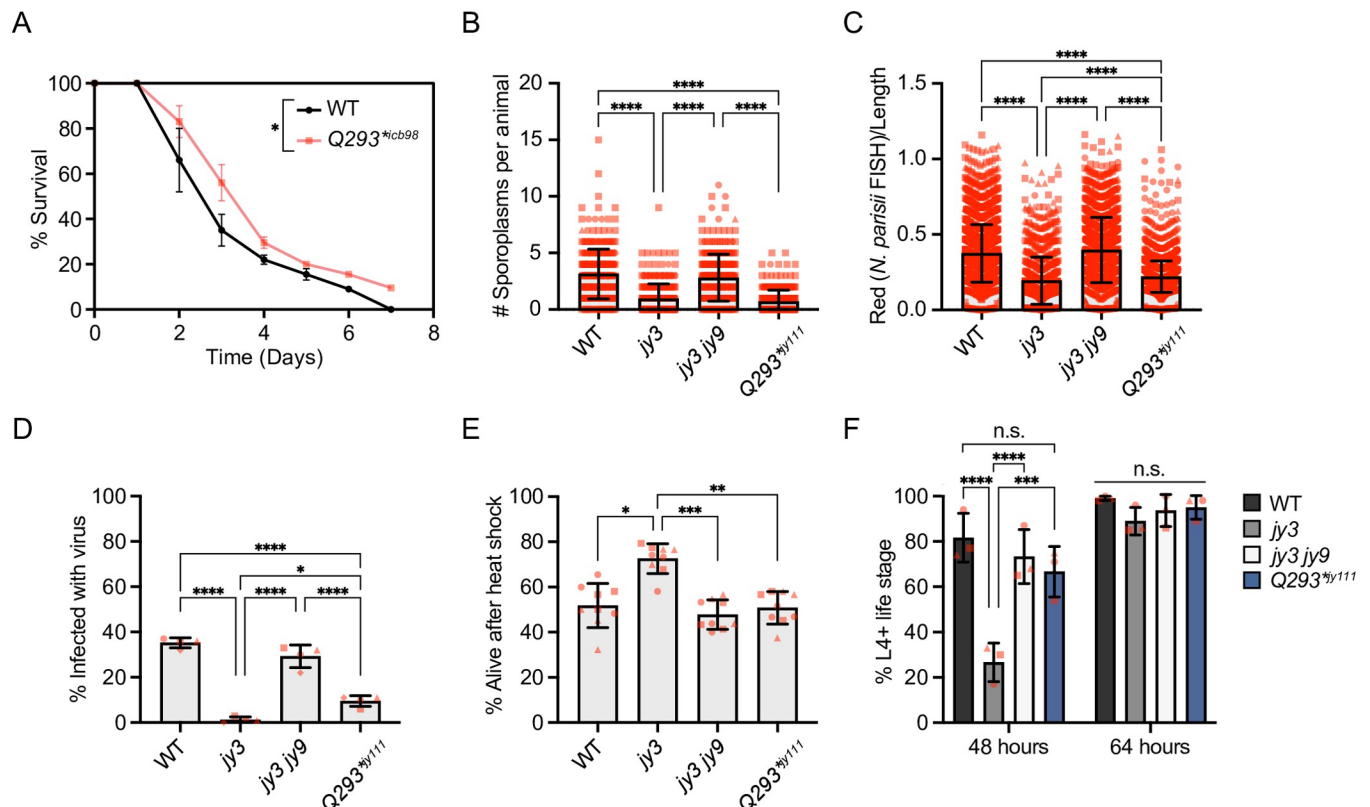 A
% Survival
100
80
60
40
20
0
0 2 4 6 8
Time (Days)
WT
Q293*icb98
*
B
# Sporoplasms per animal
20
15
10
5
0
****
**** **** ****
WT jy3 jy3 jy9 Q293*jy111
C
Red (N. parisii FISH)/Length
1.5
1.0
0.5
0.0
****
****
**** **** ****
WT jy3 jy3 jy9 Q293*jy111
D
% Infected with virus
100
80
60
40
20
0
****
*
**** **** ****
WT jy3 jy3 jy9 Q293*jy111
E
% Alive after heat shock
100
80
60
40
20
0
**
* ***
WT jy3 jy3 jy9 Q293*jy111
F
% L4+ life stage
100
80
60
40
20
0
n.s.
****
**** ***
n.s.
48 hours 64 hours
WT
jy3
jy3 jy9
Q293*jy111